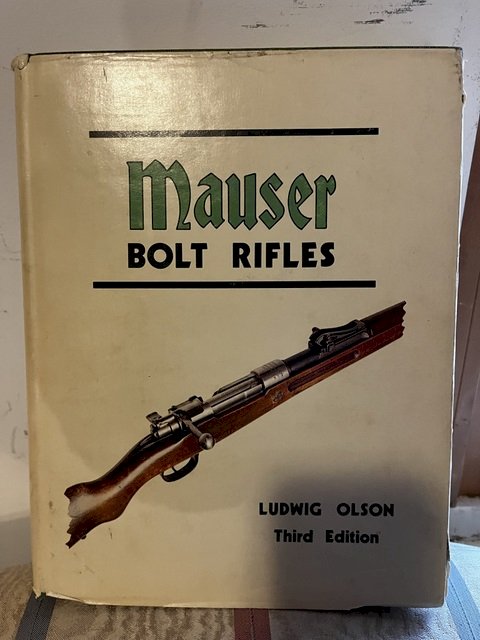 Mauser
BOLT RIFLES
LUDWIG OLSON
Third Edition